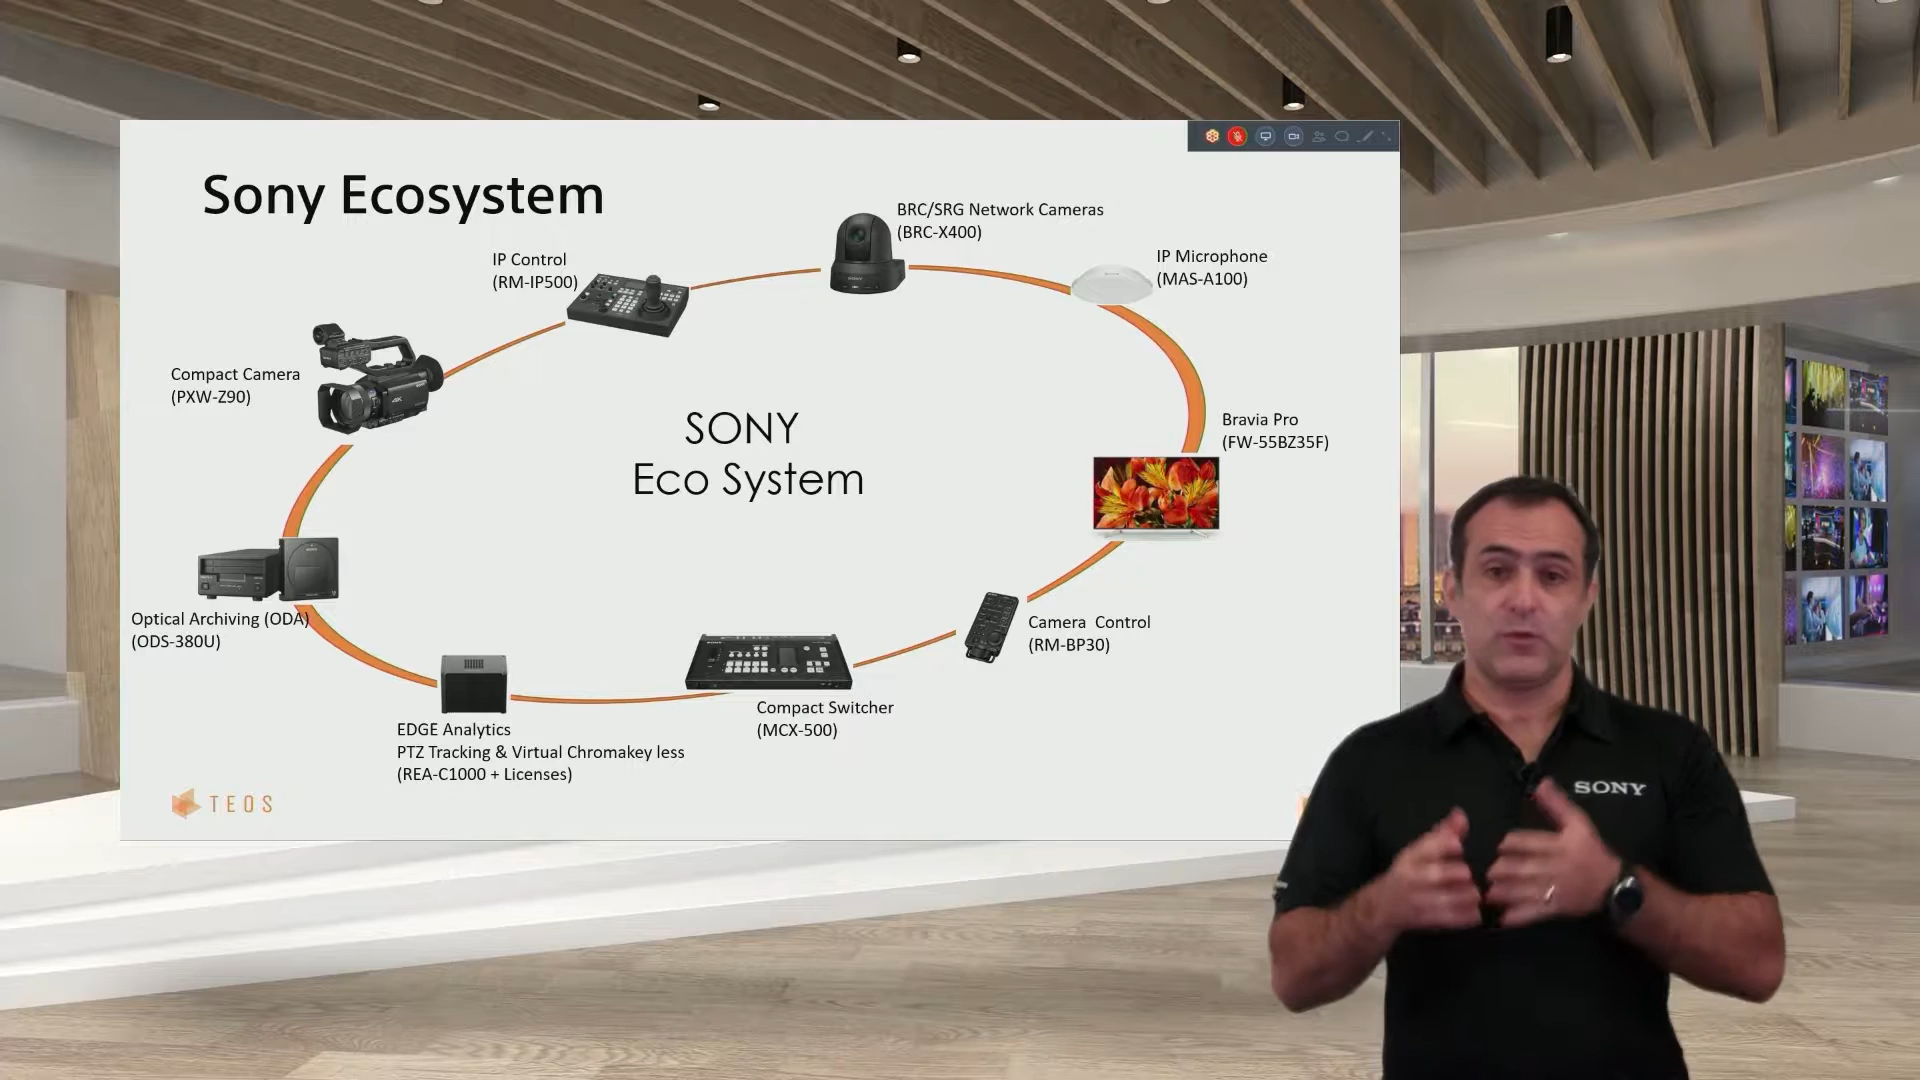 Sony Ecosystem
BRC/SRG Network Cameras
(BRC-X400)
IP Control
(RM-IP500)
IP Microphone
(MAS-A100)
Compact Camera
(PXW-Z90)
4K
SONY
SONY
Eco System
Bravia Pro
(FW-55BZ35F)
Optical Archiving (ODA)
(ODS-380U)
Camera Control
(RM-BP30)
Compact Switcher
(MCX-500)
EDGE Analytics
PTZ Tracking & Virtual Chromakey less
(REA-C1000 + Licenses)
TEOS
SONY